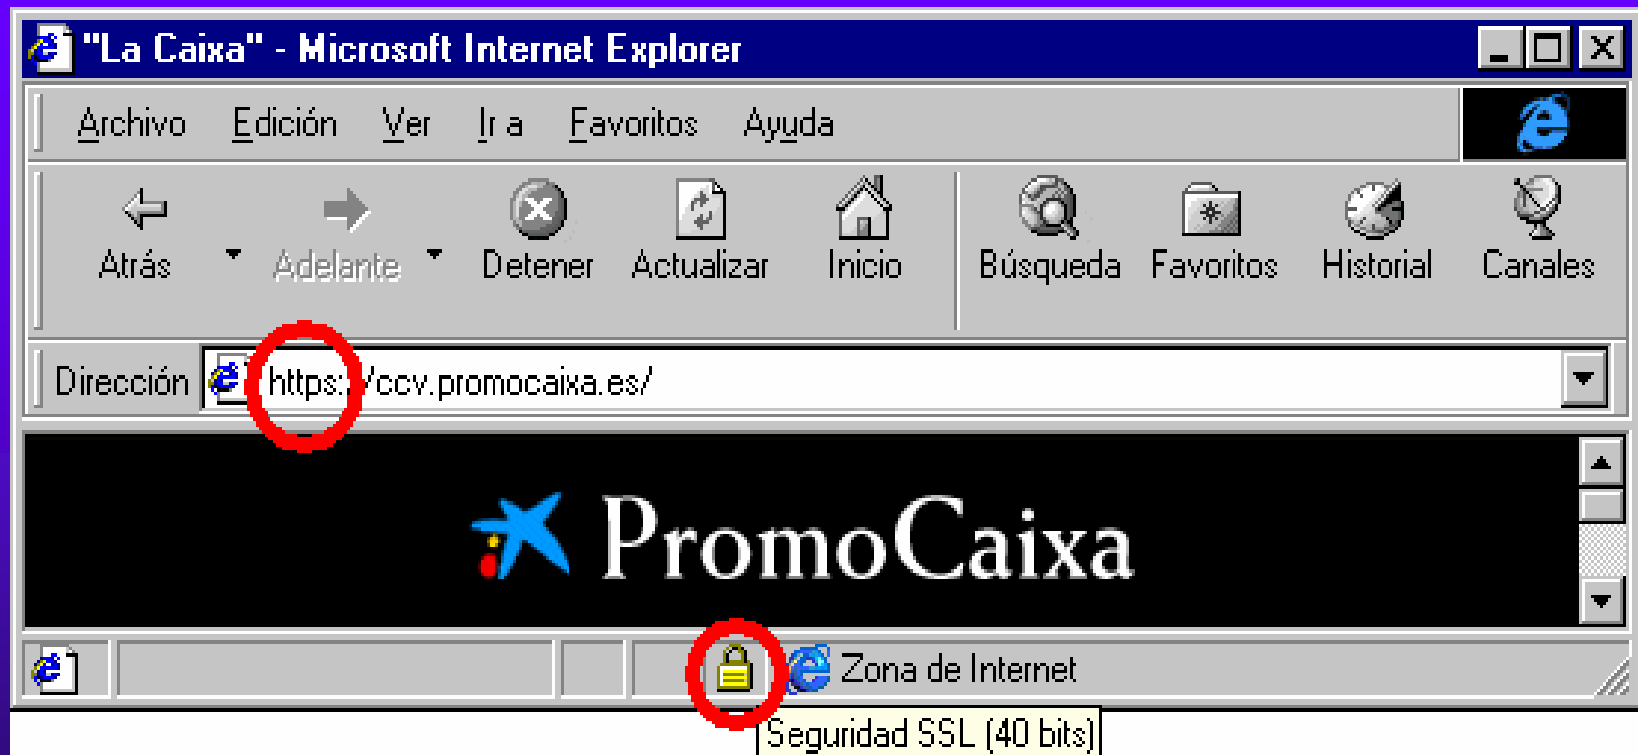 "La Caixa" - Microsoft Internet Explorer
Archivo Edición Ver Ir a Favoritos Ayuda
Atrás Adelante Detener Actualizar Inicio Búsqueda Favoritos Historial Canales
Dirección https://ccv.promocaixa.es/
PromoCaixa
Zona de Internet
Seguridad SSL (40 bits)